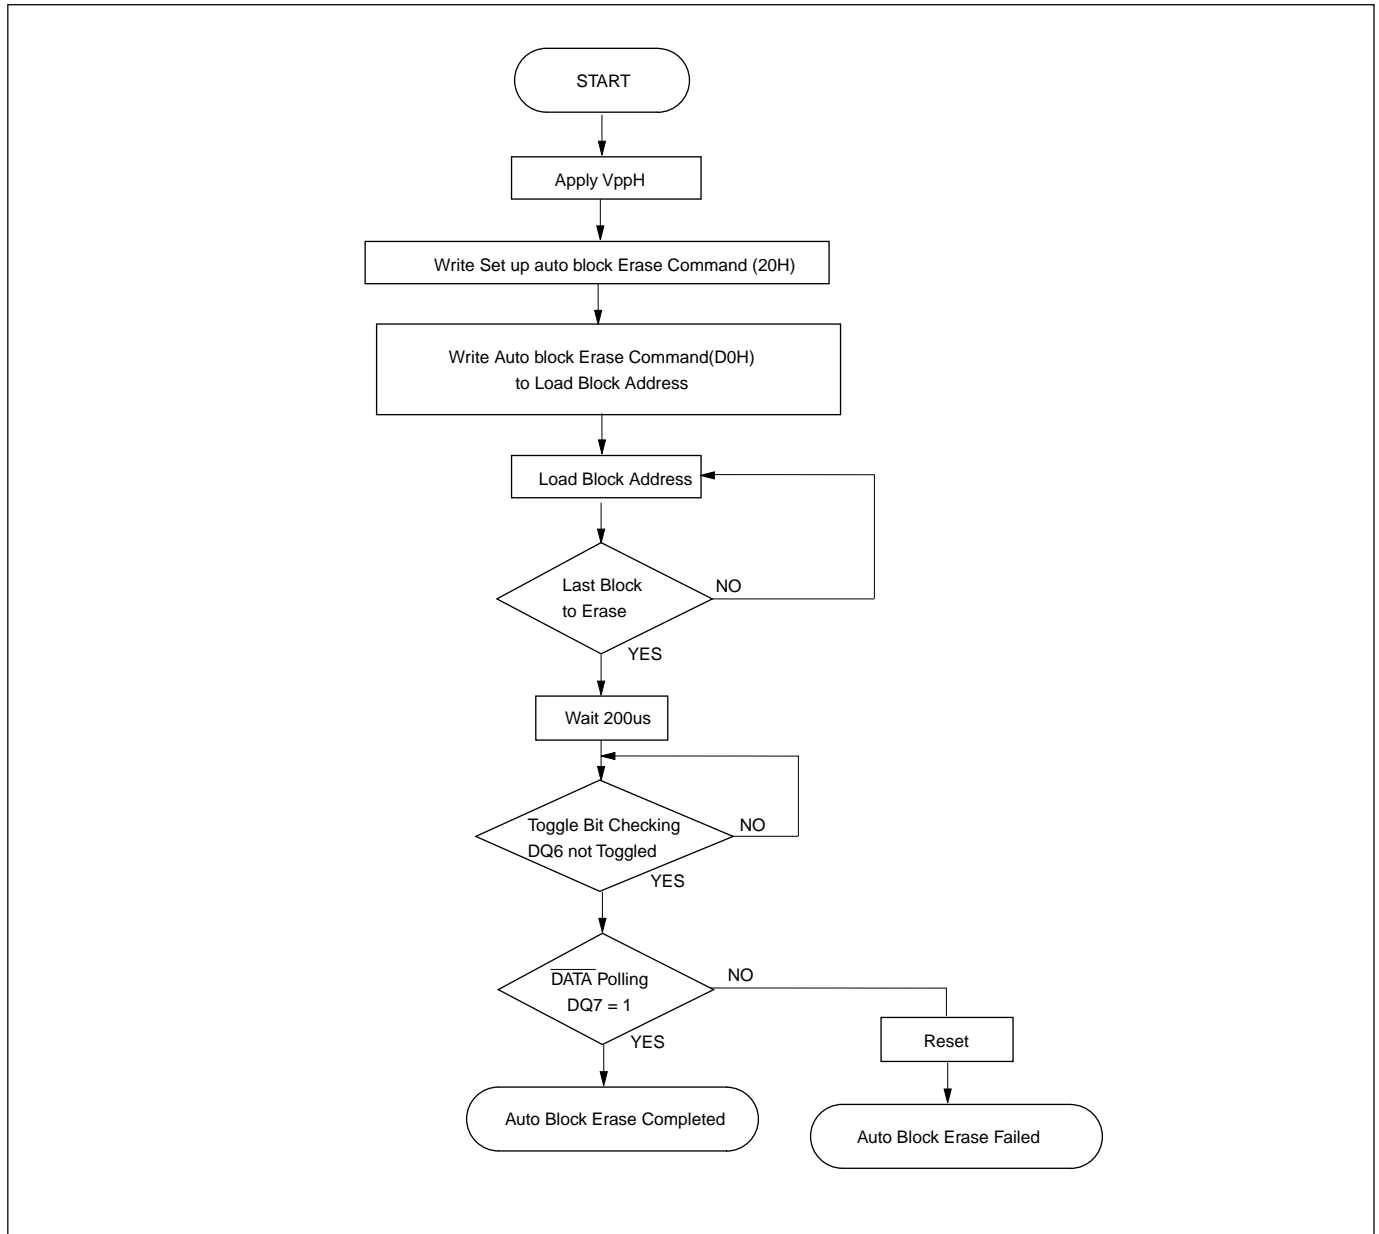 START
Apply VppH
Write Set up auto block Erase Command (20H)
Write Auto block Erase Command(D0H)
to Load Block Address
Load Block Address
Last Block
to Erase
NO
YES
Wait 200us
Toggle Bit Checking
DQ6 not Toggled
NO
YES
DATA Polling
DQ7 = 1
NO
YES
Reset
Auto Block Erase Completed
Auto Block Erase Failed